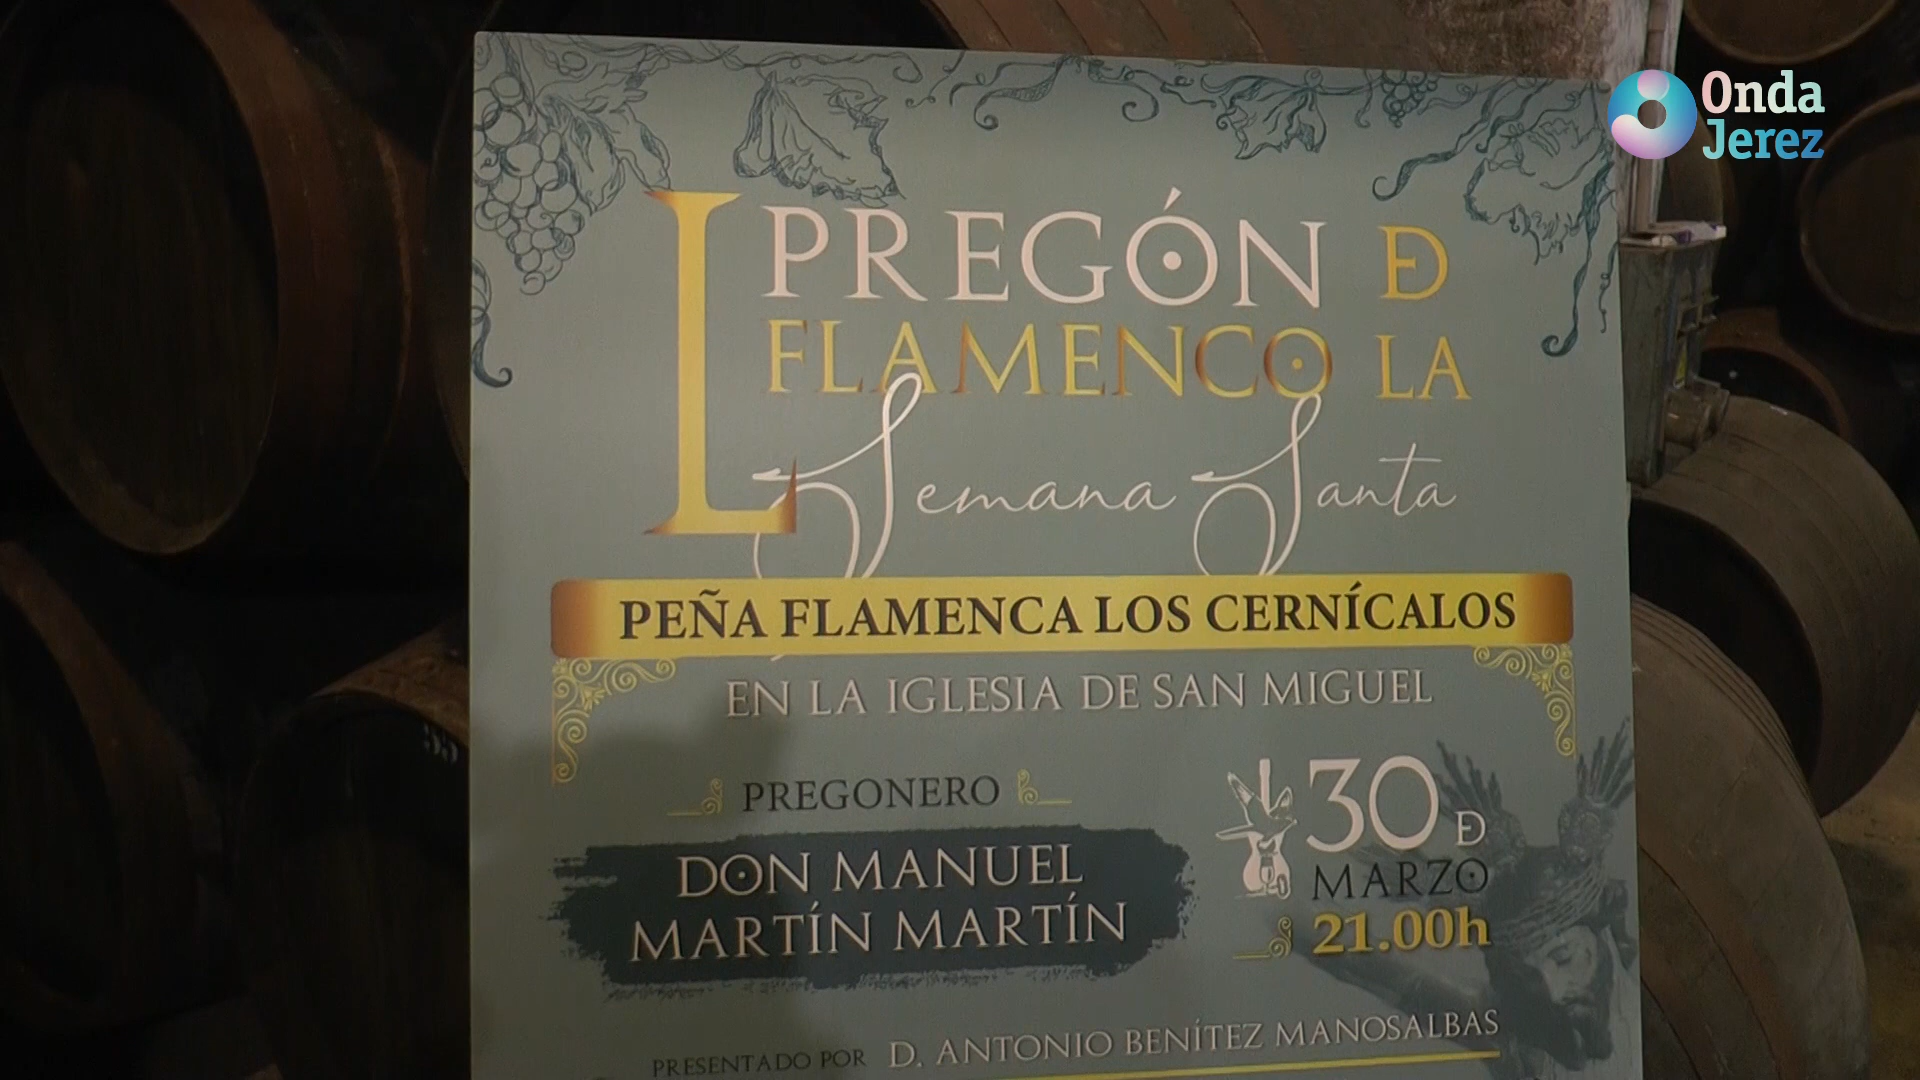 Onda
Jerez
L PREGÓN D
FLAMENCO LA
Semana Santa
PEÑA FLAMENCA LOS CERNÍCALOS
EN LA IGLESIA DE SAN MIGUEL
PREGONERO
DON MANUEL
MARTÍN MARTÍN
30 D
MARZO
21.00h
PRESENTADO POR D. ANTONIO BENÍTEZ MANOSALBAS